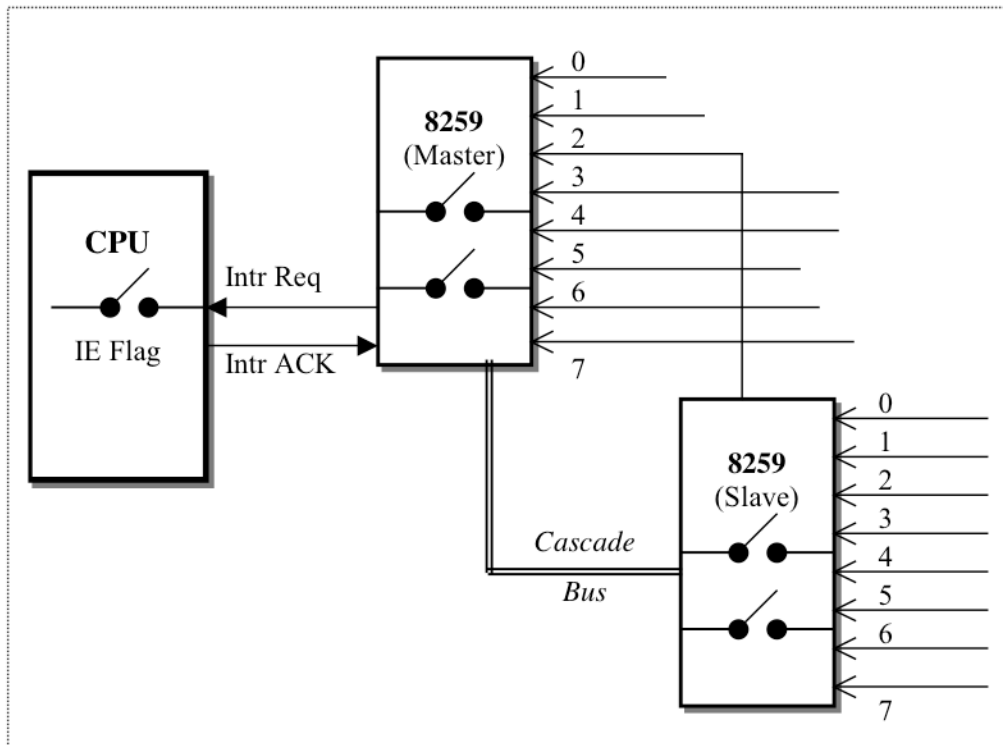 CPU
IE Flag
Intr Req
Intr ACK
8259
(Master)
0
1
2
3
4
5
6
7
Cascade
Bus
8259
(Slave)
0
1
2
3
4
5
6
7